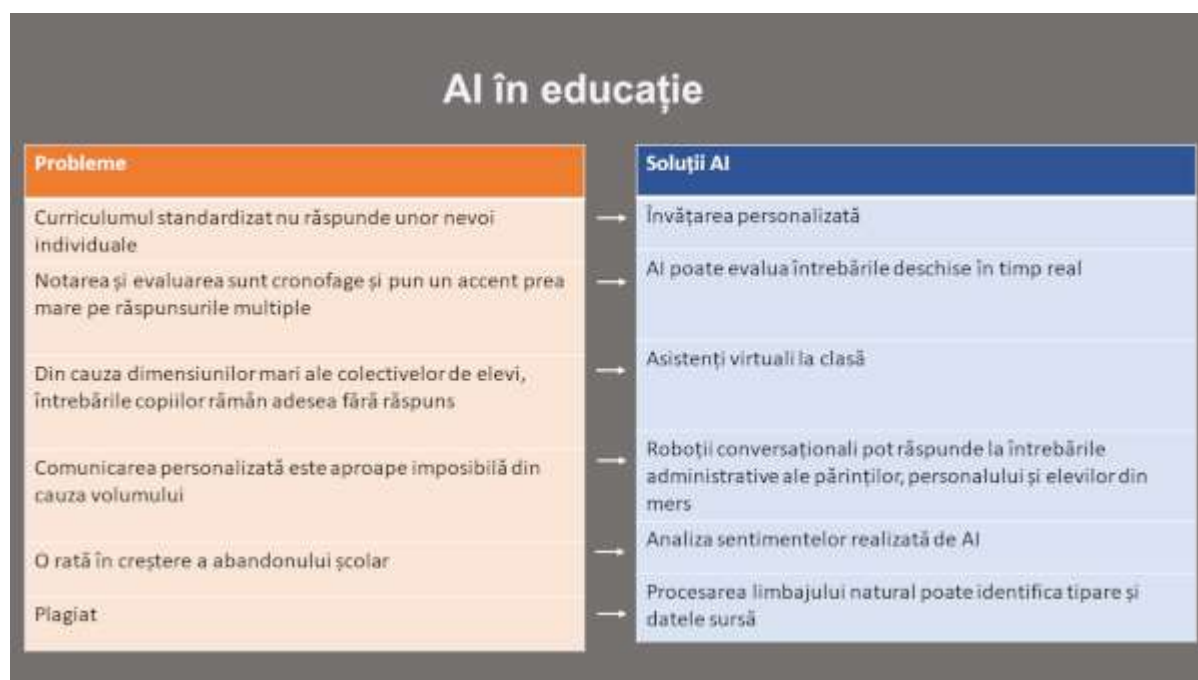 AI în educație
Probleme
Curriculumul standardizat nu răspunde unor nevoi
individuale
Notarea și evaluarea sunt cronofage și pun un accent prea
mare pe răspunsurile multiple
Din cauza dimensiunilor mari ale colectivelor de elevi,
întrebările copiilor rămân adesea fără răspuns
Comunicarea personalizată este aproape imposibilă din
cauza volumului
O rată în creștere a abandonului școlar
Plagiat
Soluții AI
Învățarea personalizată
AI poate evalua întrebările deschise în timp real
Asistenți virtuali la clasă
Roboții conversaționali pot răspunde la întrebările
administrative ale părinților, personalului și elevilor din
mers
Analiza sentimentelor realizată de AI
Procesarea limbajului natural poate identifica tipare și
datele sursă